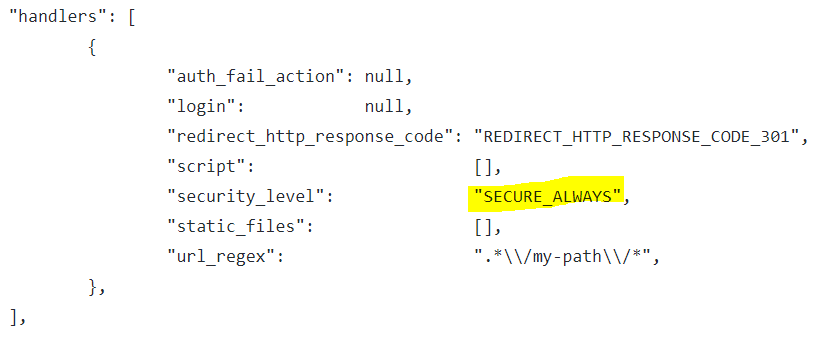 "handlers": [
{
"auth_fail_action": null,
"login": null,
"redirect_http_response_code": "REDIRECT_HTTP_RESPONSE_CODE_301",
"script": [],
"security_level": "SECURE_ALWAYS",
"static_files": [],
"url_regex": ".*\\/my-path\\/*",
},
],